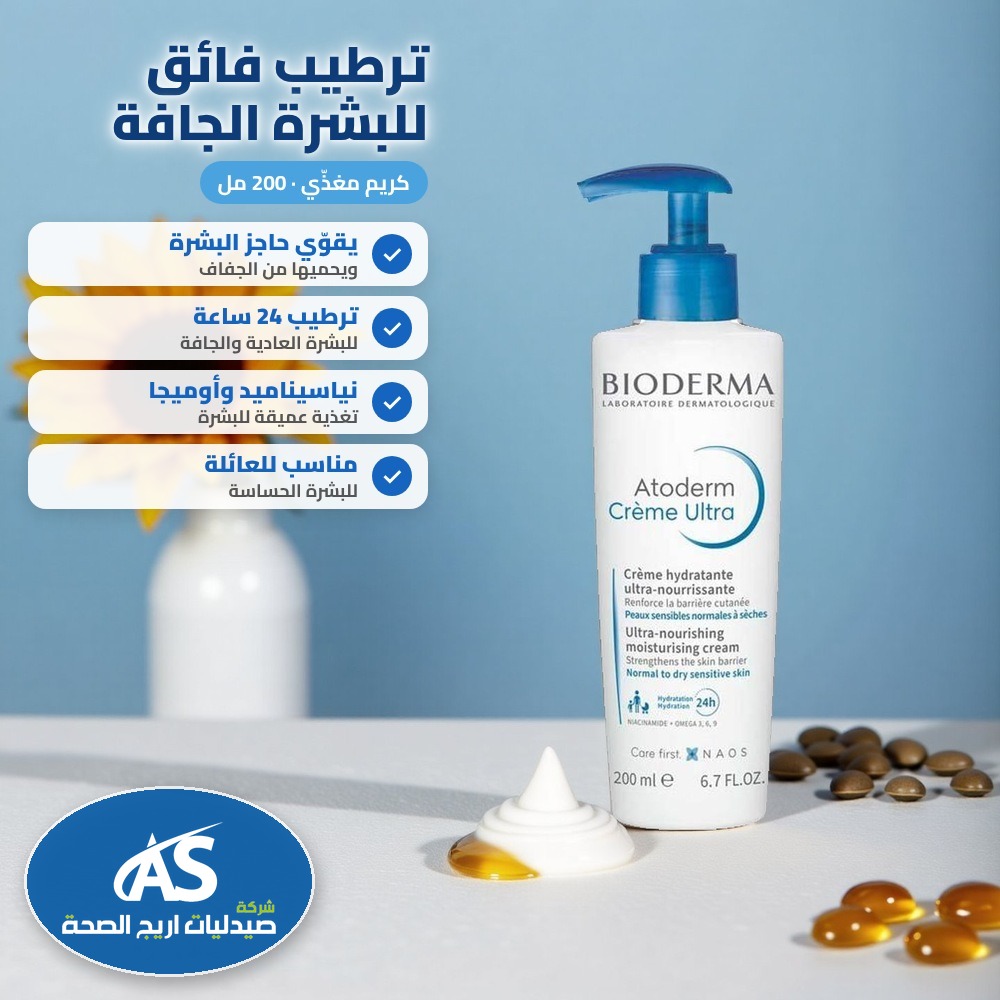 ترطيب فائق
للبشرة الجافة
كريم مغذّي · 200 مل
يقوّي حاجز البشرة
ويحميها من الجفاف
ترطيب 24 ساعة
للبشرة العادية والجافة
نياسيناميد وأوميجا
تغذية عميقة للبشرة
مناسب للعائلة
للبشرة الحساسة
BIODERMA
LABORATOIRE DERMATOLOGIQUE
Atoderm
Crème Ultra
Crème hydratante
ultra-nourrissante
Renforce la barrière cutanée
Peaux sensibles normales à sèches
Ultra-nourishing
moisturising cream
Strengthens the skin barrier
Normal to dry sensitive skin
Hydratation
Hydration
24h
NIACINAMIDE + OMEGA 3, 6, 9
Care first. NAOS
200 ml ℮ 6.7 FL.OZ.
AS
شركة
صيدليات اريج الصحة